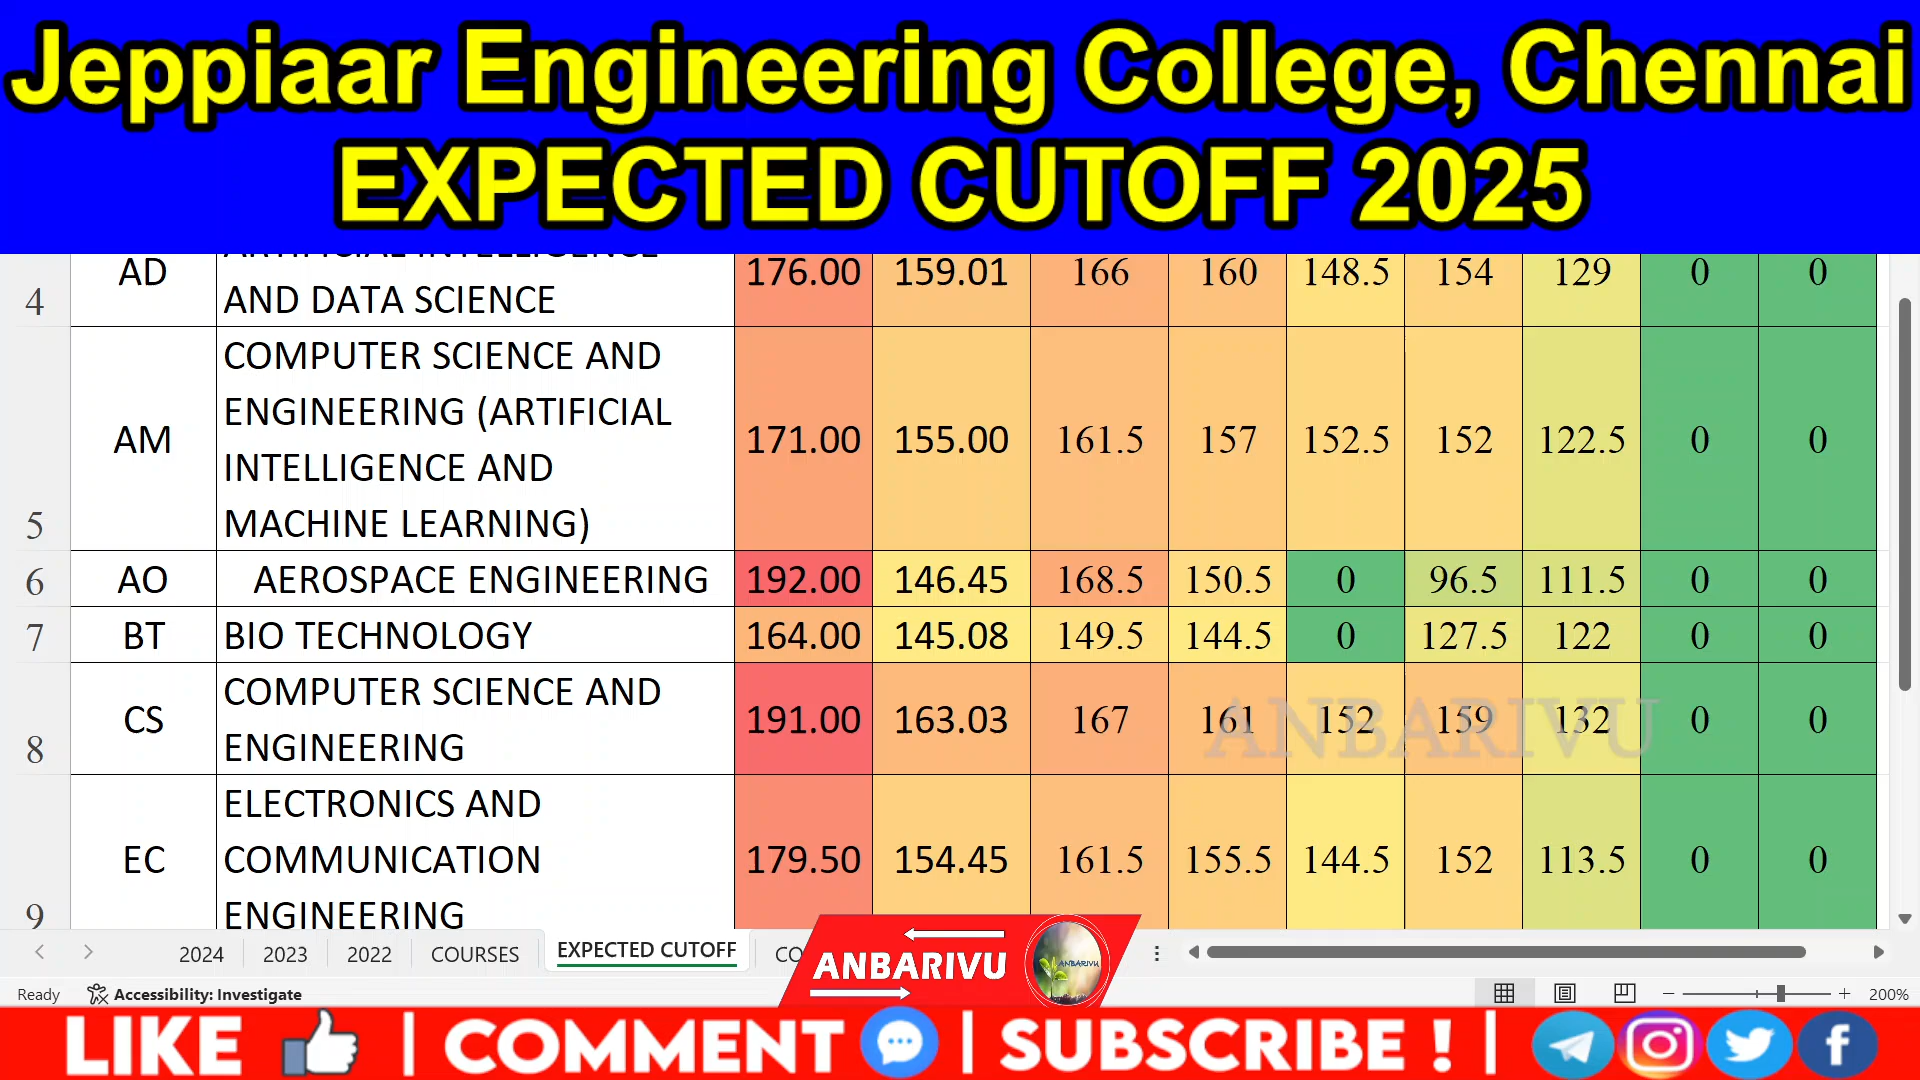 Jeppiaar Engineering College, Chennai
EXPECTED CUTOFF 2025
4 AD ARTIFICIAL INTELLIGENCE AND DATA SCIENCE 176.00 159.01 166 160 148.5 154 129 0 0
COMPUTER SCIENCE AND
ENGINEERING (ARTIFICIAL
5 AM INTELLIGENCE AND 171.00 155.00 161.5 157 152.5 152 122.5 0 0
MACHINE LEARNING)
6 AO AEROSPACE ENGINEERING 192.00 146.45 168.5 150.5 0 96.5 111.5 0 0
7 BT BIO TECHNOLOGY 164.00 145.08 149.5 144.5 0 127.5 122 0 0
COMPUTER SCIENCE AND
8 CS ENGINEERING 191.00 163.03 167 161 152 159 132 0 0
ANBARIVU
ELECTRONICS AND
9 EC COMMUNICATION 179.50 154.45 161.5 155.5 144.5 152 113.5 0 0
ENGINEERING
2024 2023 2022 COURSES EXPECTED CUTOFF CO
ANBARIVU
ANBARIVU
Ready Accessibility: Investigate 200%
LIKE | COMMENT | SUBSCRIBE ! |